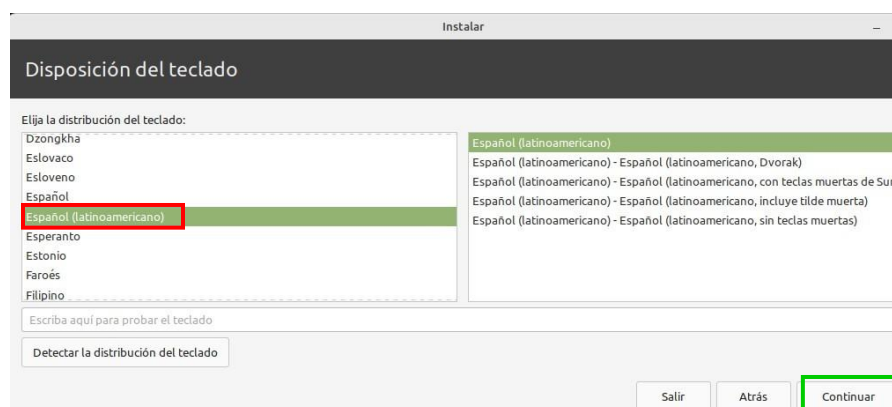 Instalar
Disposición del teclado
Elija la distribución del teclado:
Dzongkha
Eslovaco
Esloveno
Español
Español (latinoamericano)
Esperanto
Estonio
Faroés
Filipino
Español (latinoamericano)
Español (latinoamericano) - Español (latinoamericano, Dvorak)
Español (latinoamericano) - Español (latinoamericano, con teclas muertas de Sun
Español (latinoamericano) - Español (latinoamericano, incluye tilde muerta)
Español (latinoamericano) - Español (latinoamericano, sin teclas muertas)
Escriba aquí para probar el teclado
Detectar la distribución del teclado
Salir
Atrás
Continuar